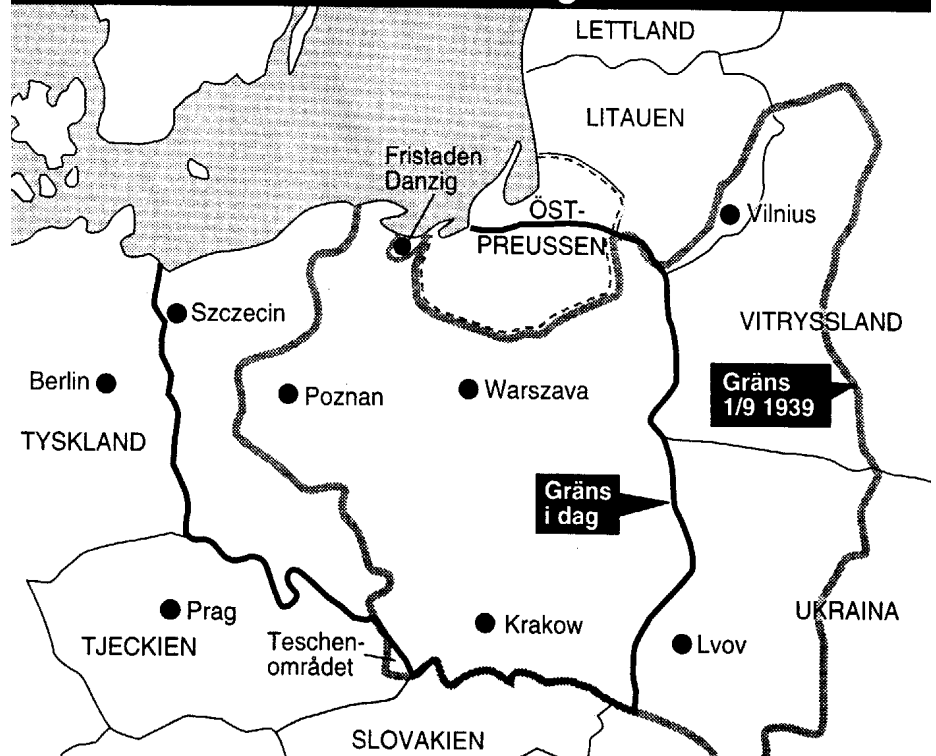 LETTLAND
LITAUEN
Fristaden
Danzig
ÖST-
PREUSSEN
Vilnius
Szczecin
VITRYSSLAND
Berlin
Poznan
Warszava
Gräns
1/9 1939
TYSKLAND
Gräns
i dag
Prag
Krakow
UKRAINA
TJECKIEN
Teschen-
området
Lvov
SLOVAKIEN